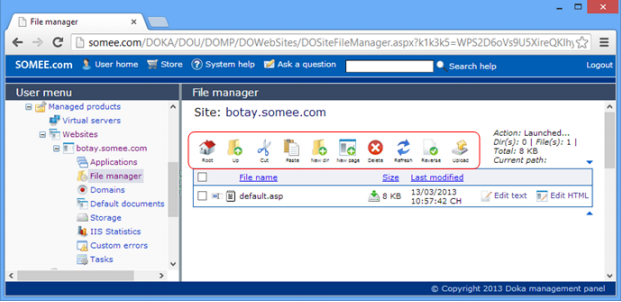 File manager
somee.com/DOKA/DOU/DOMP/DOWebSites/DOSiteFileManager.aspx?k1k3k5=WPS2D6oVs9U5XireQKIhy
SOMEE.com User home Store System help Ask a question Search help Logout
User menu
File manager
Managed products
Virtual servers
Websites
botay.somee.com
Applications
File manager
Domains
Default documents
Storage
IIS Statistics
Custom errors
Tasks
Site: botay.somee.com
Root Up Cut Paste New dir New page Delete Refresh Reverse Upload
Action: Launched...
Dir(s): 0 | File(s): 1 |
Total: 8 KB
Current path:
File name Size Last modified
default.asp 8 KB 13/03/2013
10:57:42 CH Edit text Edit HTML
© Copyright 2013 Doka management panel